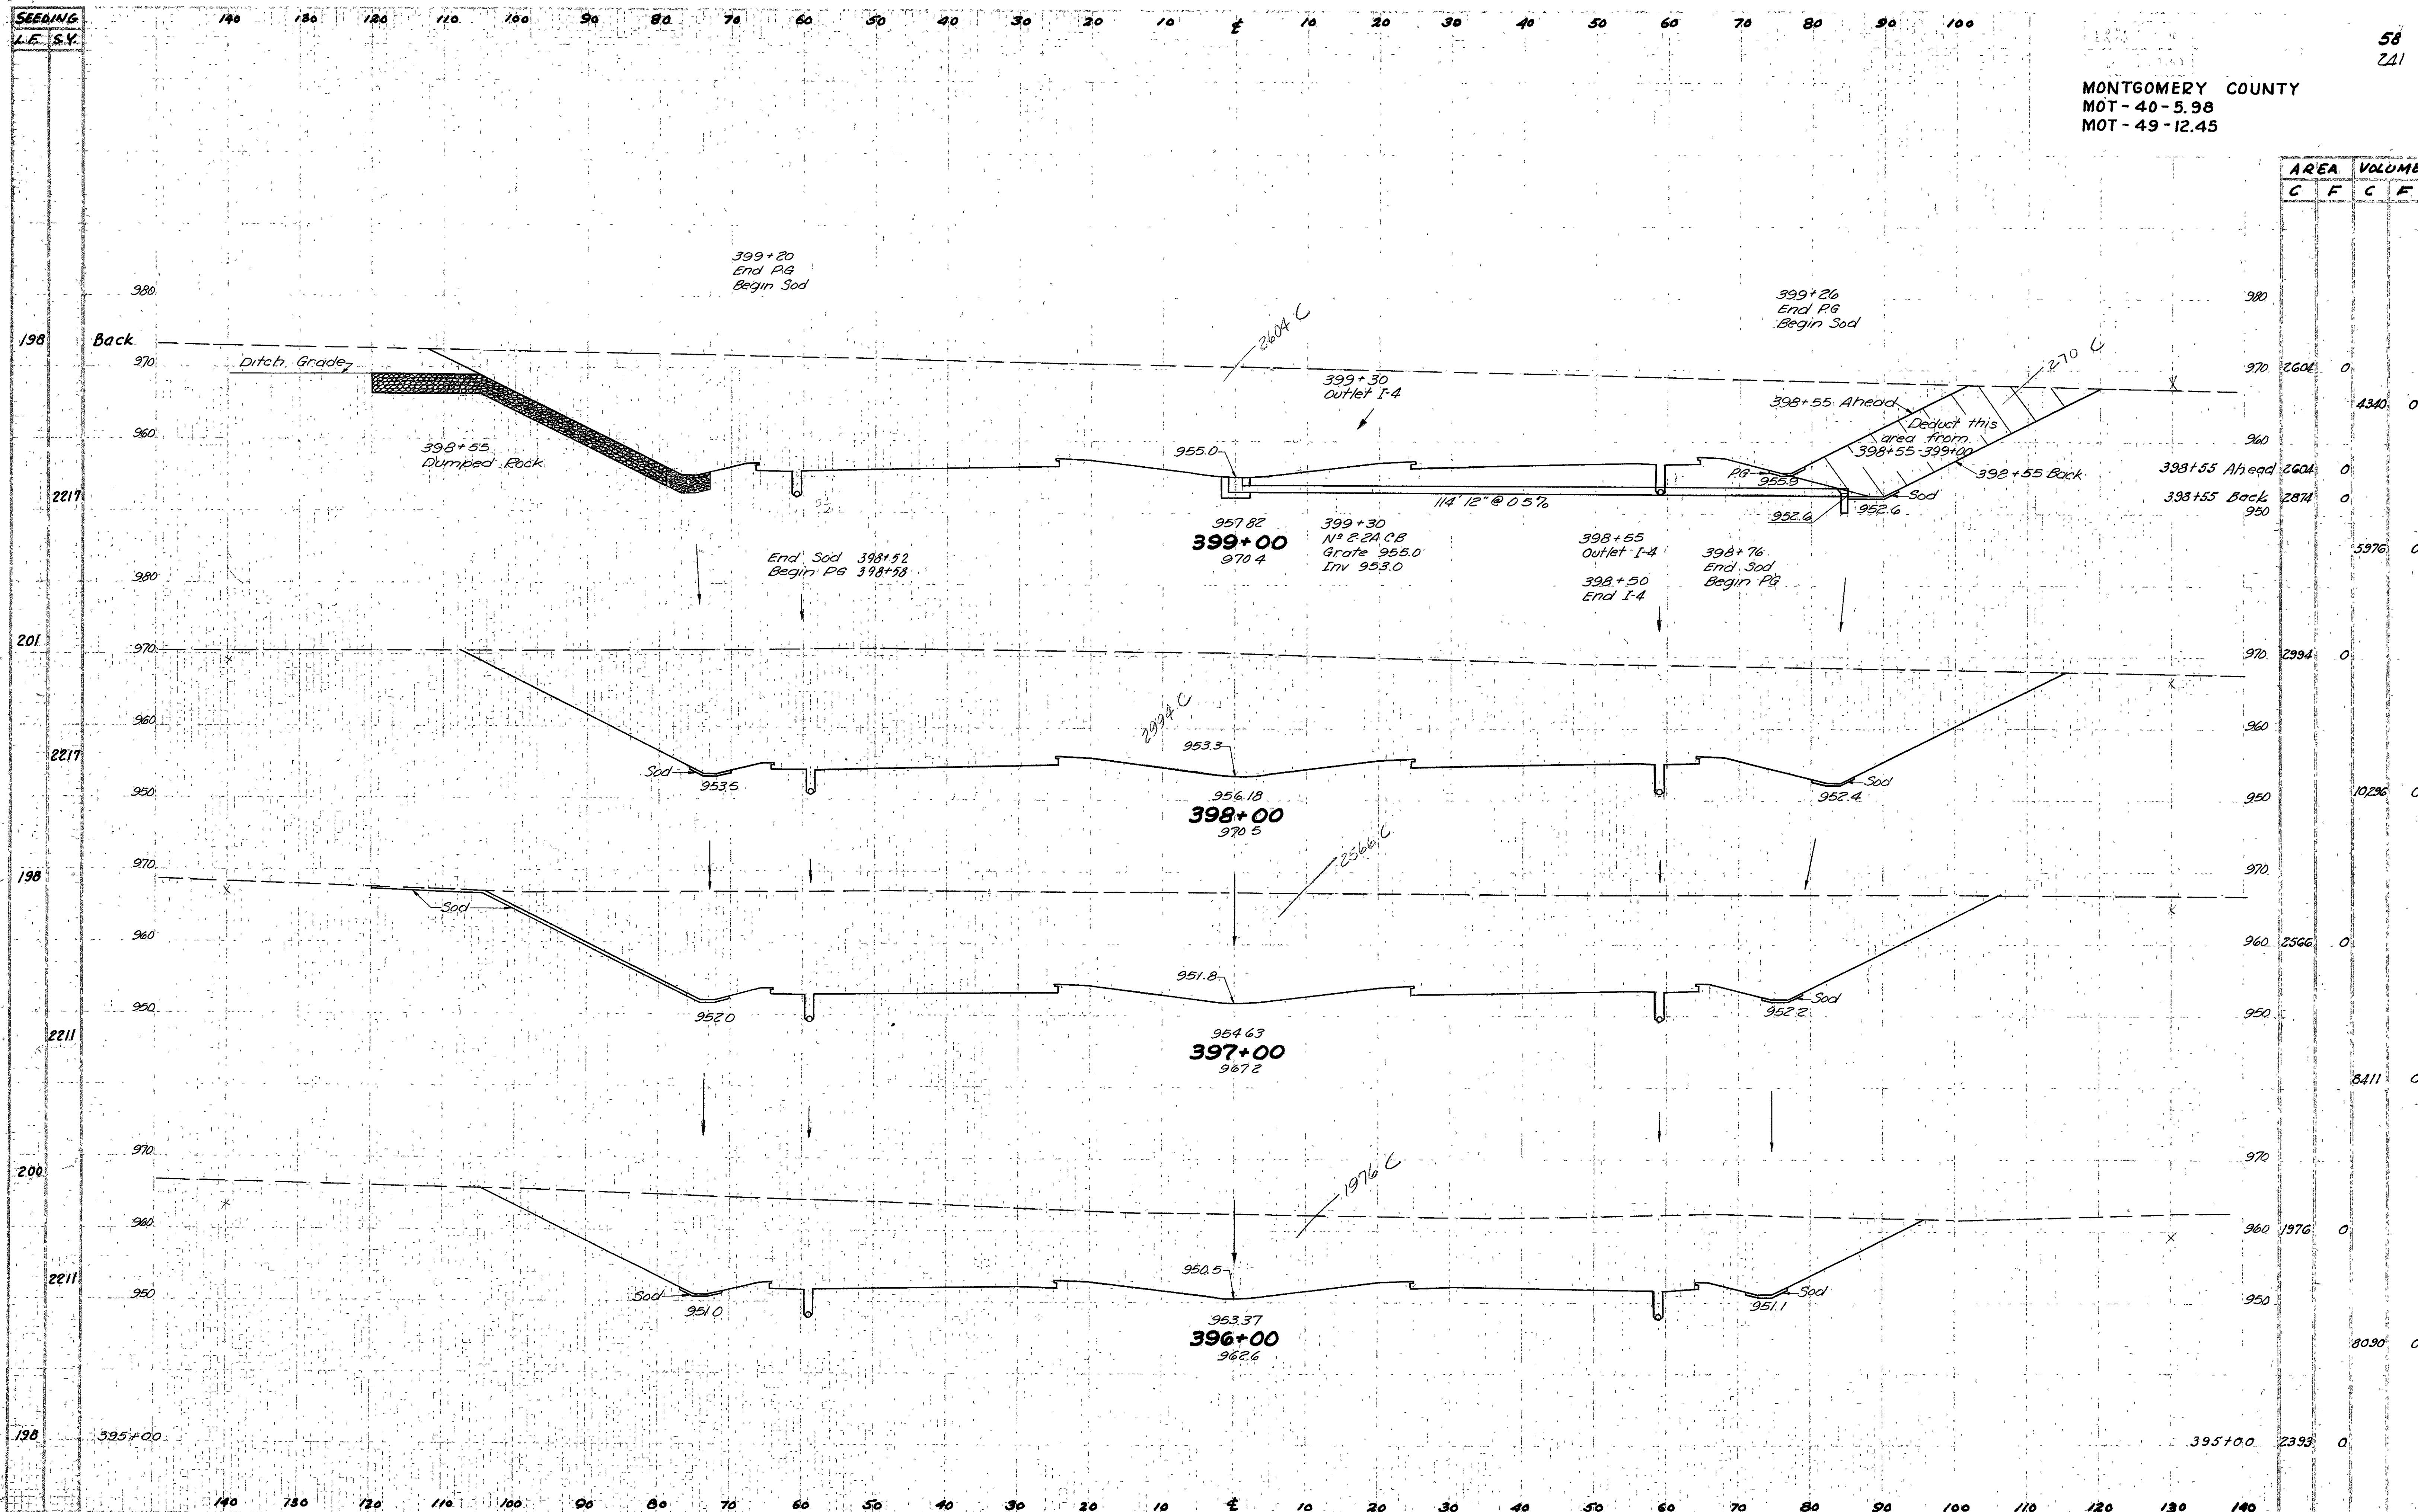 SEEDING
L.F. S.Y.
140 130 120 110 100 90 80 70 60 50 40 30 20 10 ℄ 10 20 30 40 50 60 70 80 90 100
58
241
MONTGOMERY COUNTY
MOT - 40 - 5.98
MOT - 49 - 12.45
AREA VOLUME
C F C F
399+20
End P.G
Begin Sod
399+26
End P.G
Begin Sod
980 980
198 Back
2604 C
270 C
970 970 2604 0
Ditch Grade
399+30
Outlet I-4
398+55 Ahead
4340 0
Deduct this
area from
398+55-399+00
960 960
398+55
Dumped Rock
955.0
P.G
955.9
398+55 Back
398+55 Ahead 2604 0
2217
114' 12" @ 0.5%
Sod
398+55 Back 2874 0
952.6 952.6
950
957.82
399+00
970.4
399+30
Nº 2-2A CB
Grate 955.0
Inv 953.0
398+55
Outlet I-4
398+50
End I-4
398+76
End Sod
Begin PG
5976 0
End Sod 398+52
Begin PG 398+58
980
201
970 970 2994 0
960 960
2994 C
2217
953.3
Sod
953.5
Sod
952.4
950 950
10,296 0
956.18
398+00
970.5
970 970
198
2566 C
Sod
960 960 2566 0
951.8
Sod
952.0
952.2
950 950
2211
954.63
397+00
967.2
8411 0
970 970
200
1976 C
960 960 1976 0
2211
950.5
950 950
Sod
951.0
Sod
951.1
953.37
396+00
962.6
8090 0
198 395+00 395+00 2393 0
140 130 120 110 100 90 80 70 60 50 40 30 20 10 ℄ 10 20 30 40 50 60 70 80 90 100 110 120 130 140